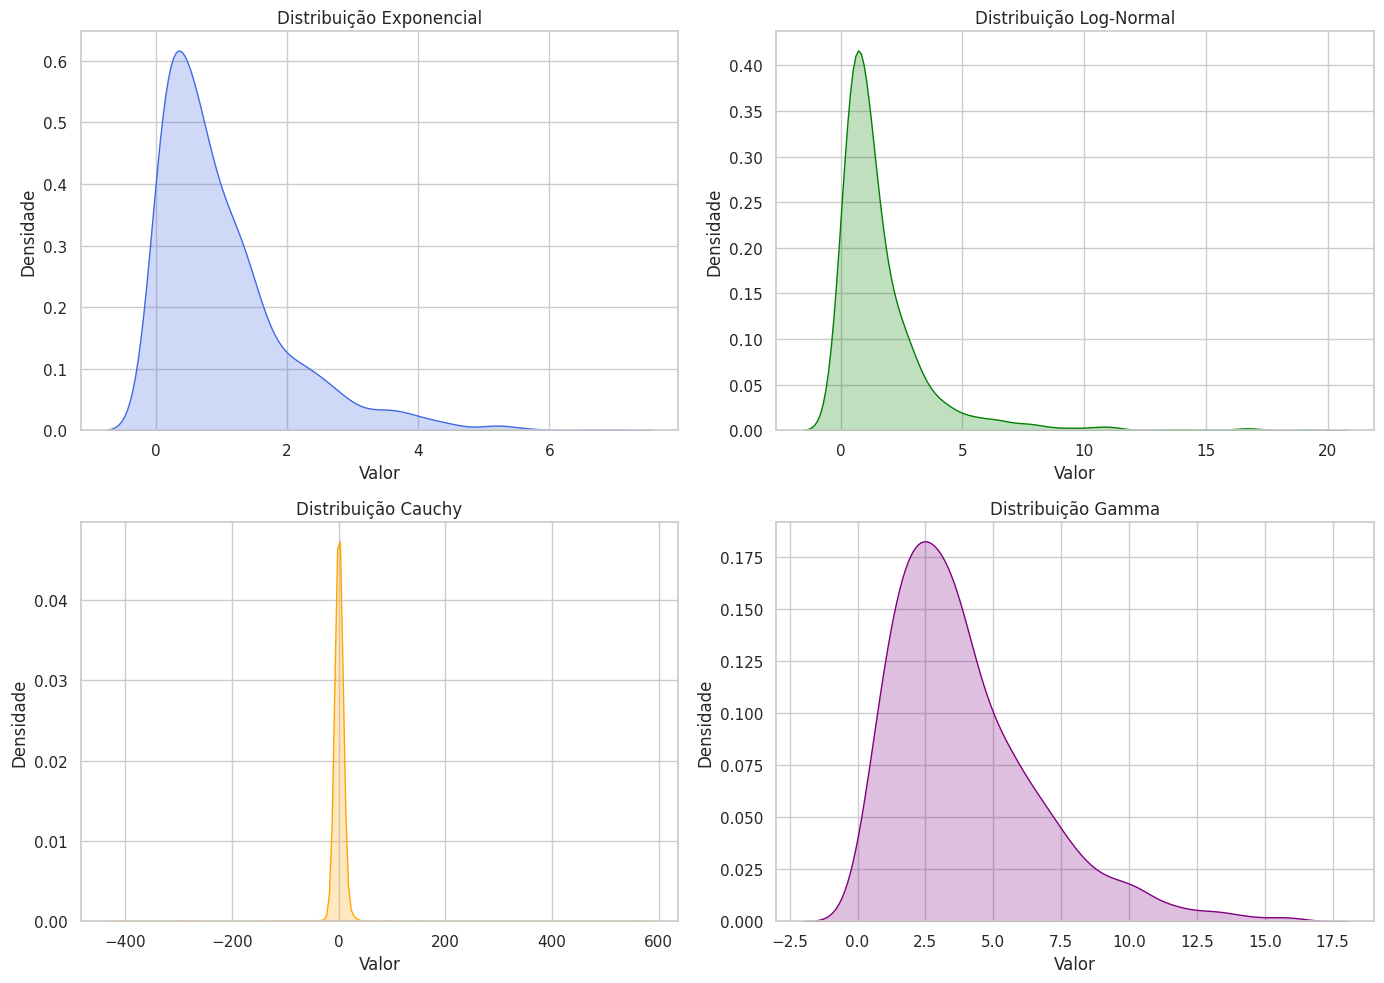 Distribuição Exponencial
Densidade
0.6
0.5
0.4
0.3
0.2
0.1
0.0
0 2 4 6
Valor
Distribuição Log-Normal
Densidade
0.40
0.35
0.30
0.25
0.20
0.15
0.10
0.05
0.00
0 5 10 15 20
Valor
Distribuição Cauchy
Densidade
0.04
0.03
0.02
0.01
0.00
−400 −200 0 200 400 600
Valor
Distribuição Gamma
Densidade
0.175
0.150
0.125
0.100
0.075
0.050
0.025
0.000
−2.5 0.0 2.5 5.0 7.5 10.0 12.5 15.0 17.5
Valor